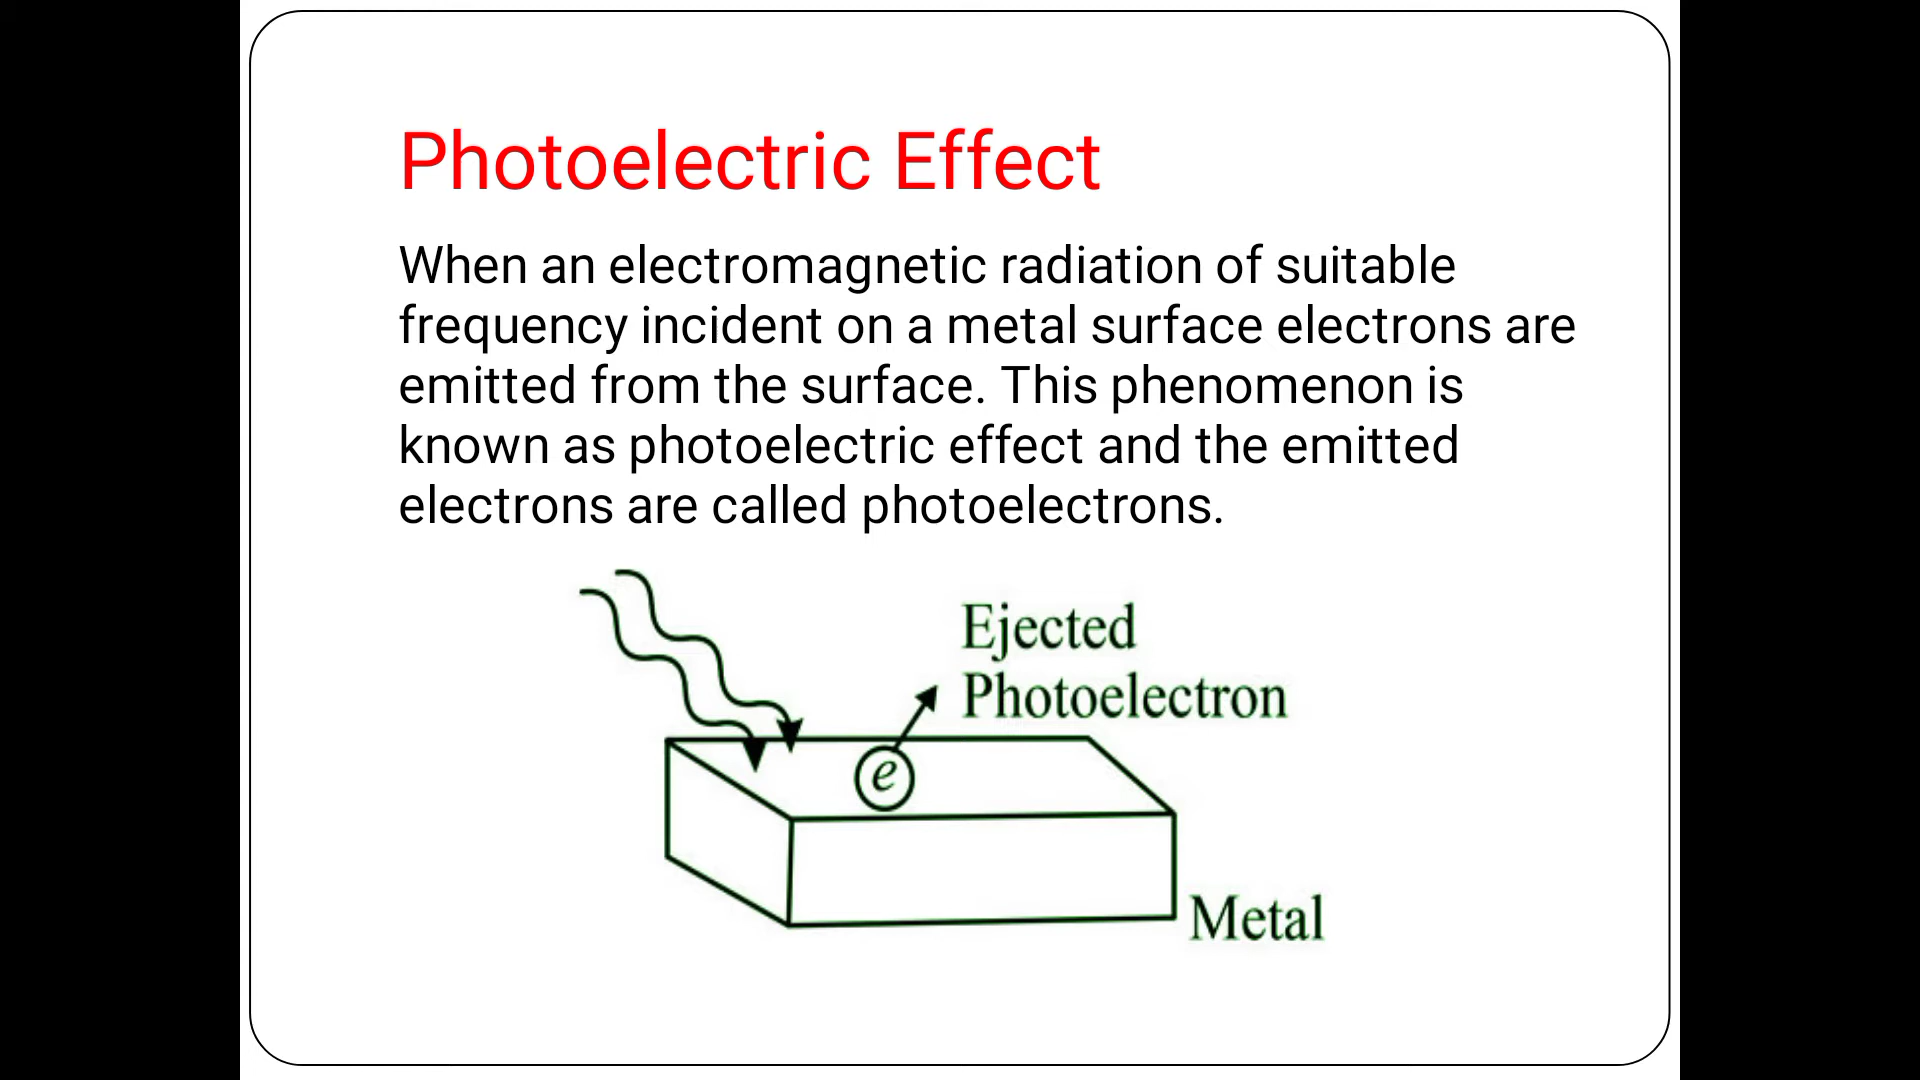 Photoelectric Effect
When an electromagnetic radiation of suitable
frequency incident on a metal surface electrons are
emitted from the surface. This phenomenon is
known as photoelectric effect and the emitted
electrons are called photoelectrons.
Ejected
Photoelectron
e
Metal